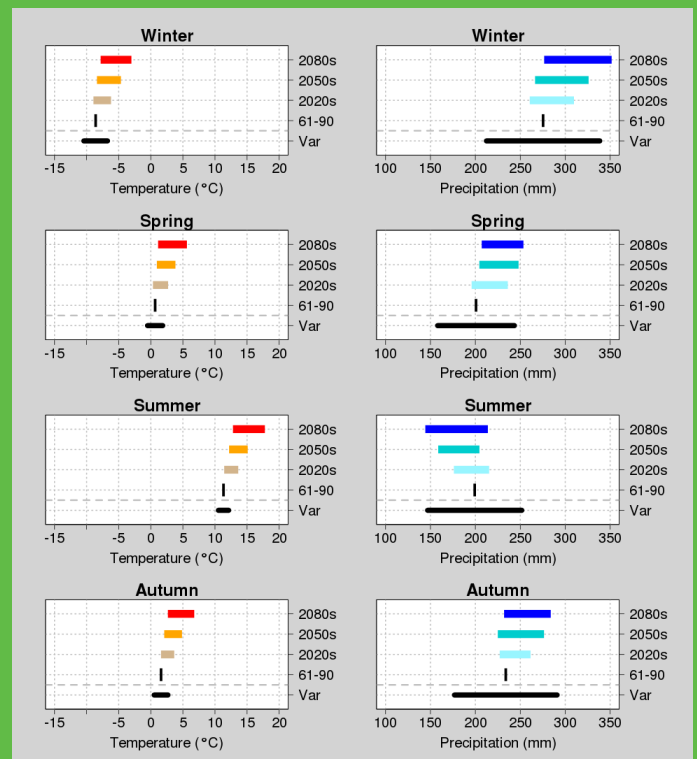 Winter
2080s
2050s
2020s
61-90
Var
-15 -5 0 5 10 15 20
Temperature (°C)
Winter
2080s
2050s
2020s
61-90
Var
100 150 200 250 300 350
Precipitation (mm)
Spring
2080s
2050s
2020s
61-90
Var
-15 -5 0 5 10 15 20
Temperature (°C)
Spring
2080s
2050s
2020s
61-90
Var
100 150 200 250 300 350
Precipitation (mm)
Summer
2080s
2050s
2020s
61-90
Var
-15 -5 0 5 10 15 20
Temperature (°C)
Summer
2080s
2050s
2020s
61-90
Var
100 150 200 250 300 350
Precipitation (mm)
Autumn
2080s
2050s
2020s
61-90
Var
-15 -5 0 5 10 15 20
Temperature (°C)
Autumn
2080s
2050s
2020s
61-90
Var
100 150 200 250 300 350
Precipitation (mm)